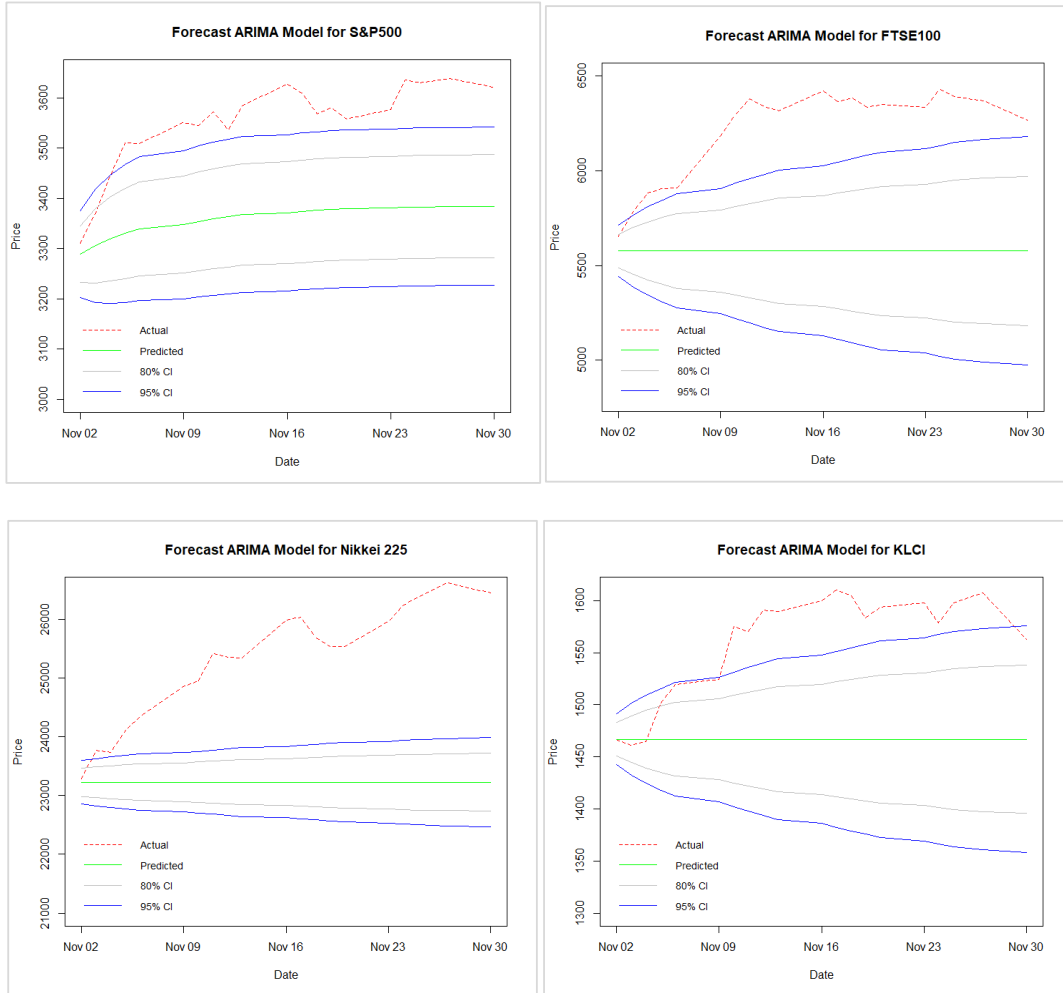 Forecast ARIMA Model for S&P500
3600
3500
3400
3300
3200
3100
3000
Price
Actual
Predicted
80% CI
95% CI
Nov 02 Nov 09 Nov 16 Nov 23 Nov 30
Date
Forecast ARIMA Model for FTSE100
6500
6000
5500
5000
Price
Actual
Predicted
80% CI
95% CI
Nov 02 Nov 09 Nov 16 Nov 23 Nov 30
Date
Forecast ARIMA Model for Nikkei 225
26000
25000
24000
23000
22000
21000
Price
Actual
Predicted
80% CI
95% CI
Nov 02 Nov 09 Nov 16 Nov 23 Nov 30
Date
Forecast ARIMA Model for KLCI
1600
1550
1500
1450
1400
1350
1300
Price
Actual
Predicted
80% CI
95% CI
Nov 02 Nov 09 Nov 16 Nov 23 Nov 30
Date